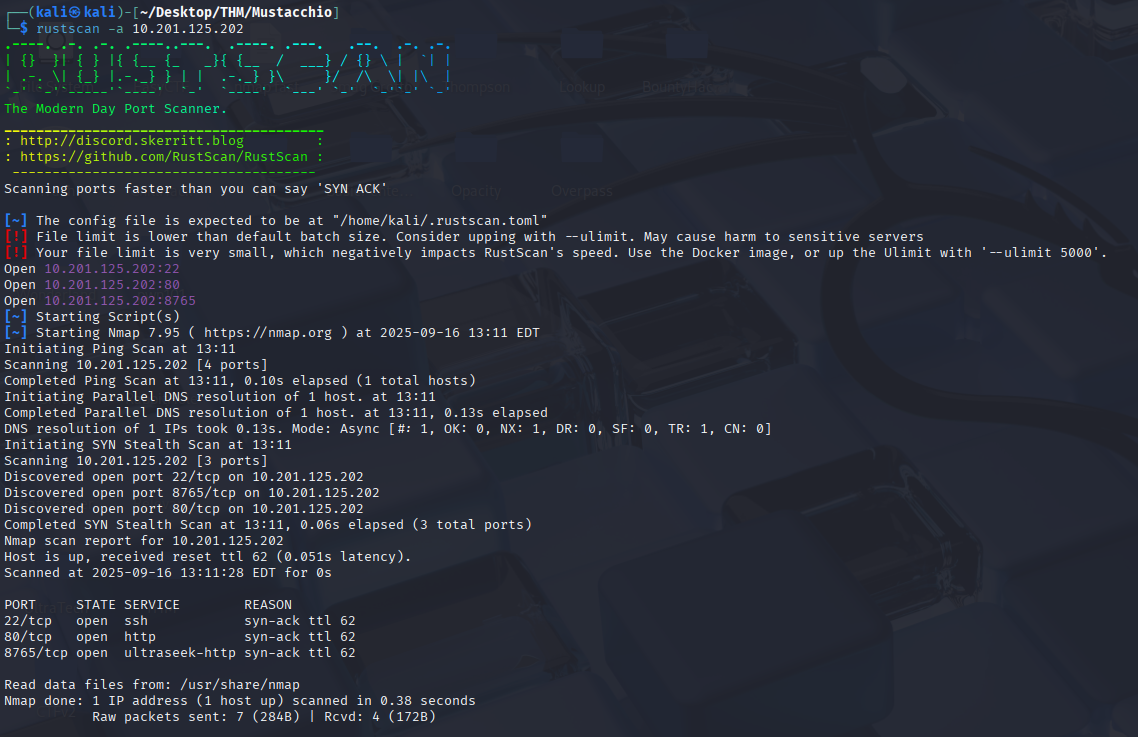 ┌──(kali㉿kali)-[~/Desktop/THM/Mustacchio]
└─$ rustscan -a 10.201.125.202
.----. .-. .-. .----..---.  .----. .---.   .--.  .-. .-.
| {}  }| { } |{ {__ {_   _}{ {__  /  ___} / {} \ |  `| |
| .-. \| {_} |.-._} } | |  .-._} }\     }/  /\  \| |\  |
`-' `-'`-----'`----'  `-'  `----'  `---' `-'  `-'`-' `-'
The Modern Day Port Scanner.
________________________________________
: http://discord.skerritt.blog         :
: https://github.com/RustScan/RustScan :
 --------------------------------------
Scanning ports faster than you can say 'SYN ACK'
[~] The config file is expected to be at "/home/kali/.rustscan.toml"
[!] File limit is lower than default batch size. Consider upping with --ulimit. May cause harm to sensitive servers
[!] Your file limit is very small, which negatively impacts RustScan's speed. Use the Docker image, or up the Ulimit with '--ulimit 5000'.
Open 10.201.125.202:22
Open 10.201.125.202:80
Open 10.201.125.202:8765
[~] Starting Script(s)
[~] Starting Nmap 7.95 ( https://nmap.org ) at 2025-09-16 13:11 EDT
Initiating Ping Scan at 13:11
Scanning 10.201.125.202 [4 ports]
Completed Ping Scan at 13:11, 0.10s elapsed (1 total hosts)
Initiating Parallel DNS resolution of 1 host. at 13:11
Completed Parallel DNS resolution of 1 host. at 13:11, 0.13s elapsed
DNS resolution of 1 IPs took 0.13s. Mode: Async [#: 1, OK: 0, NX: 1, DR: 0, SF: 0, TR: 1, CN: 0]
Initiating SYN Stealth Scan at 13:11
Scanning 10.201.125.202 [3 ports]
Discovered open port 22/tcp on 10.201.125.202
Discovered open port 8765/tcp on 10.201.125.202
Discovered open port 80/tcp on 10.201.125.202
Completed SYN Stealth Scan at 13:11, 0.06s elapsed (3 total ports)
Nmap scan report for 10.201.125.202
Host is up, received reset ttl 62 (0.051s latency).
Scanned at 2025-09-16 13:11:28 EDT for 0s
PORT     STATE SERVICE        REASON
22/tcp   open  ssh            syn-ack ttl 62
80/tcp   open  http           syn-ack ttl 62
8765/tcp open  ultraseek-http syn-ack ttl 62
Read data files from: /usr/share/nmap
Nmap done: 1 IP address (1 host up) scanned in 0.38 seconds
           Raw packets sent: 7 (284B) | Rcvd: 4 (172B)
Lookup
Opacity
Overpass